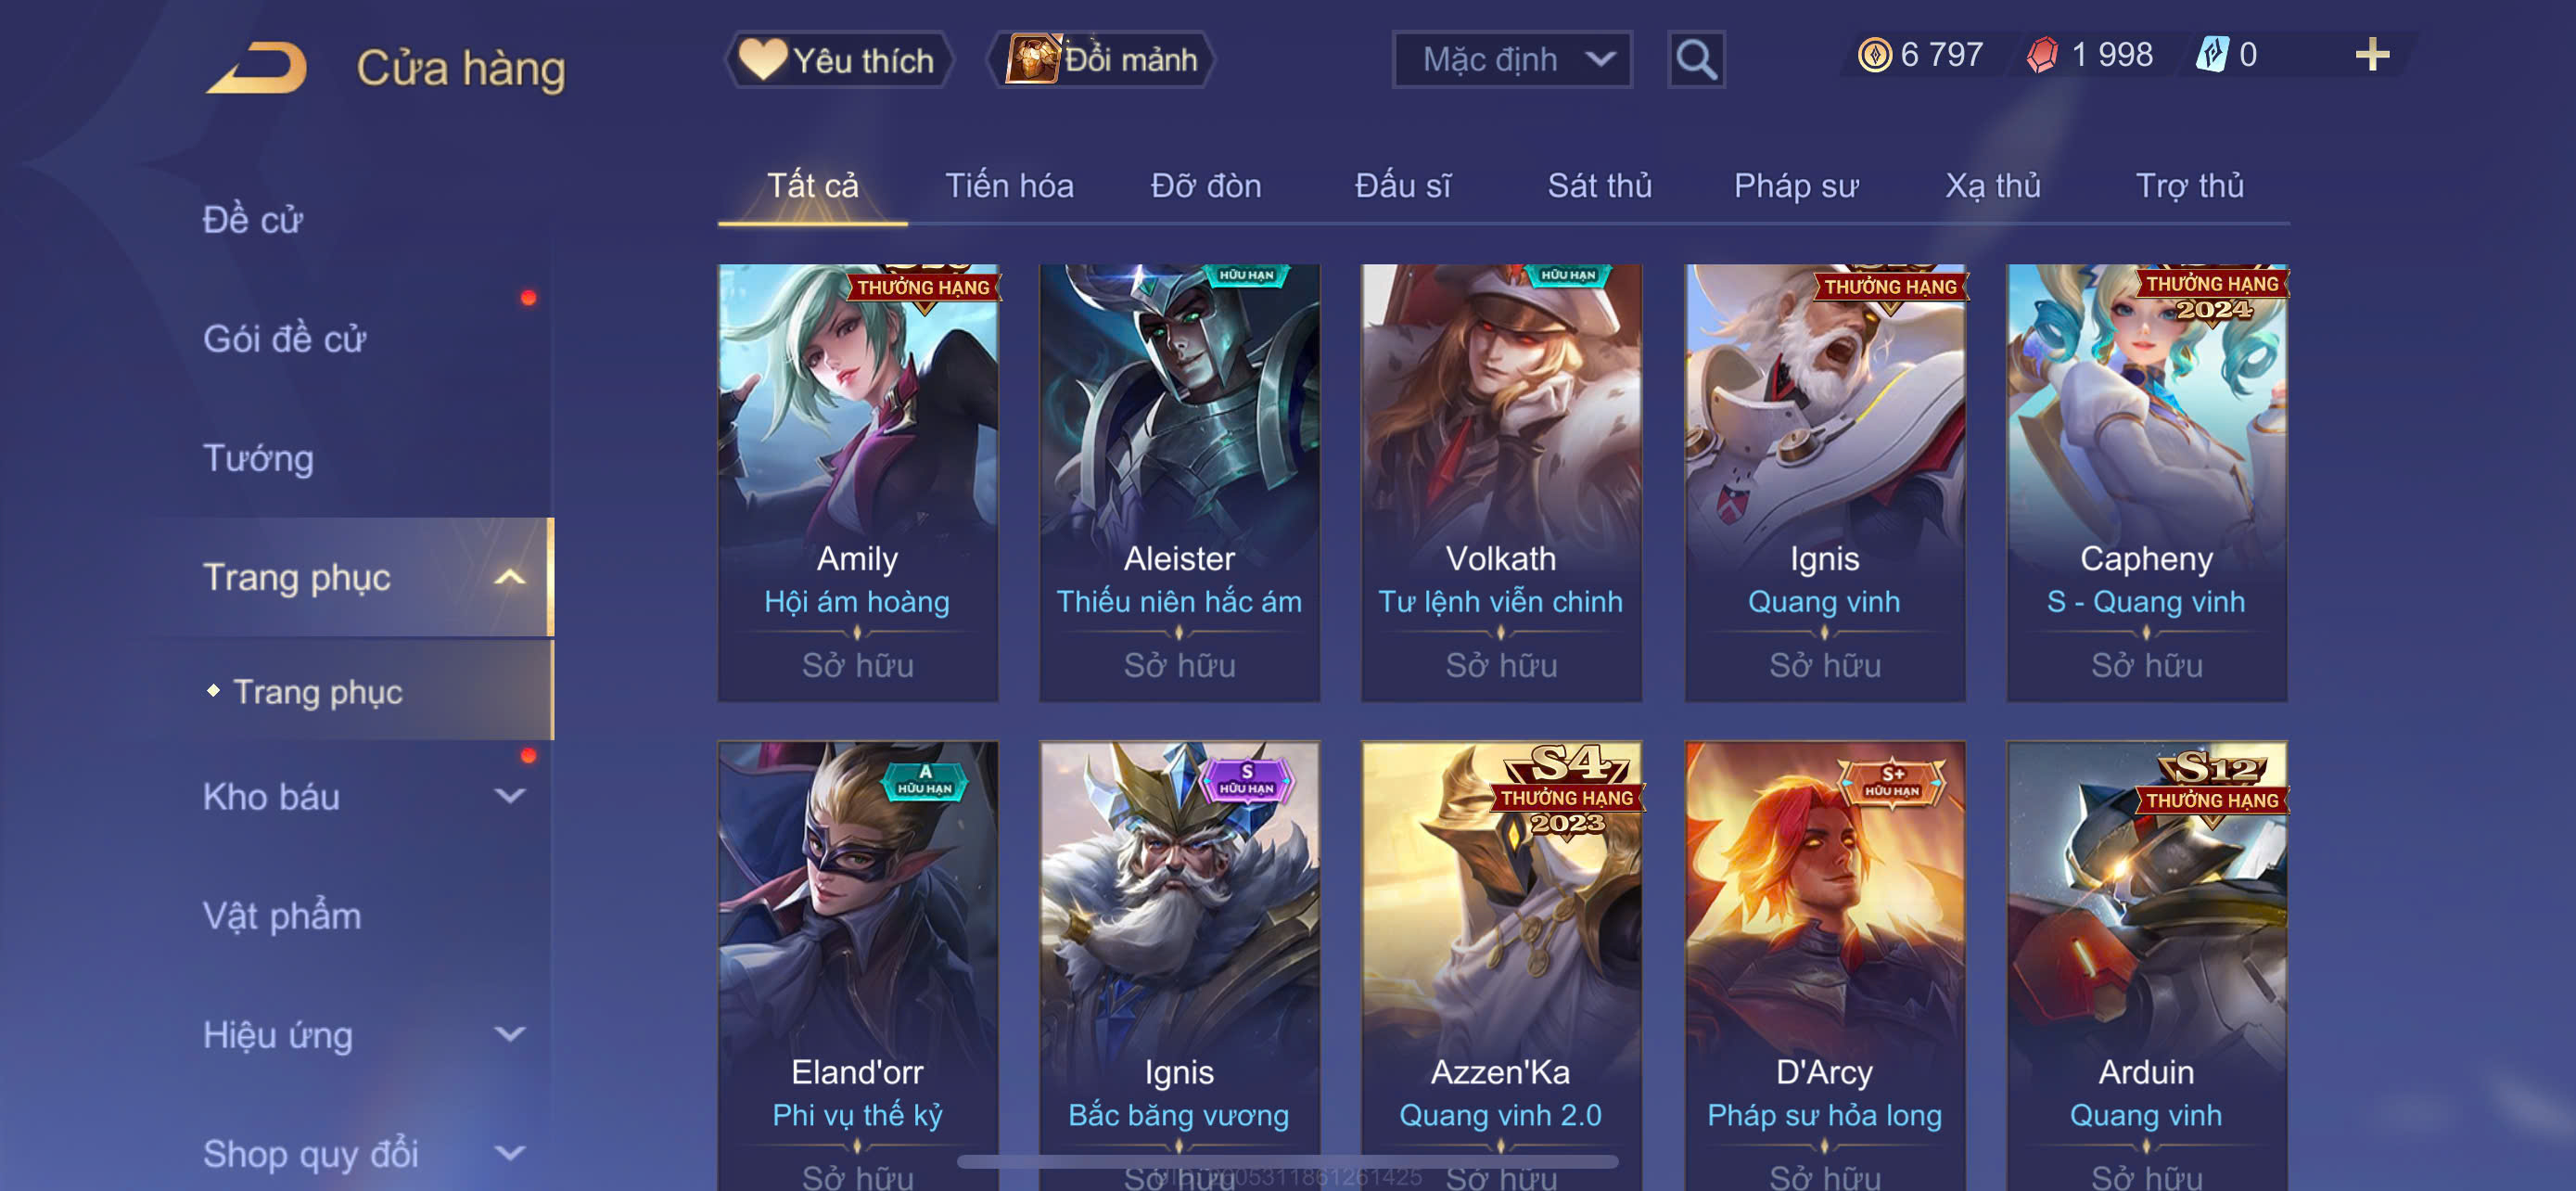 Cửa hàng
Yêu thích
Đổi mảnh
Mặc định
6 797
1 998
0
Tất cả
Tiến hóa
Đỡ đòn
Đấu sĩ
Sát thủ
Pháp sư
Xạ thủ
Trợ thủ
Đề cử
Gói đề cử
Tướng
Trang phục
Trang phục
Kho báu
Vật phẩm
Hiệu ứng
Shop quy đổi
THƯỞNG HẠNG
Amily
Hội ám hoàng
Sở hữu
HỮU HẠN
Aleister
Thiếu niên hắc ám
Sở hữu
HỮU HẠN
Volkath
Tư lệnh viễn chinh
Sở hữu
THƯỞNG HẠNG
Ignis
Quang vinh
Sở hữu
THƯỞNG HẠNG
2024
Capheny
S - Quang vinh
Sở hữu
A
HỮU HẠN
Eland'orr
Phi vụ thế kỷ
Sở hữu
S
HỮU HẠN
Ignis
Bắc băng vương
Sở hữu
S4
THƯỞNG HẠNG
2023
Azzen'Ka
Quang vinh 2.0
Sở hữu
S+
HỮU HẠN
D'Arcy
Pháp sư hỏa long
Sở hữu
S12
THƯỞNG HẠNG
Arduin
Quang vinh
Sở hữu